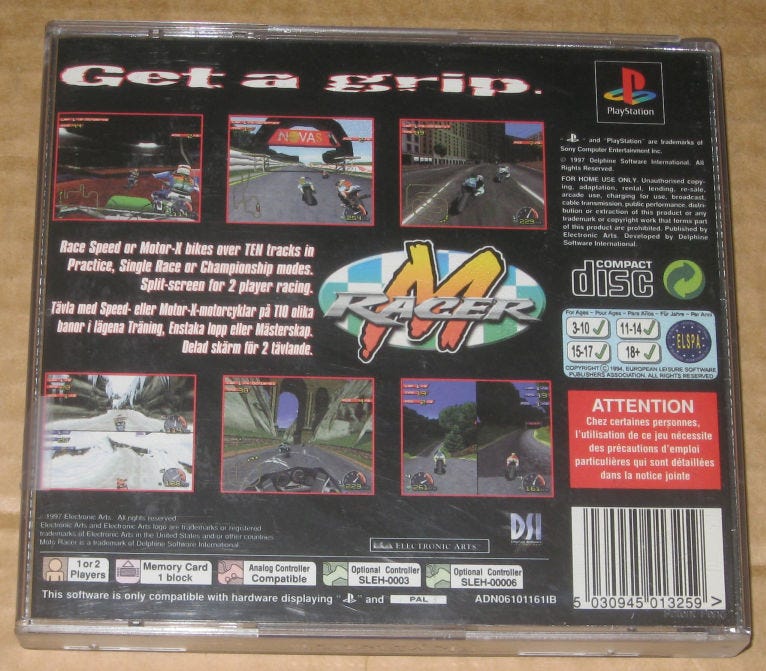 Get a grip.
PlayStation
"PS" and "PlayStation" are trademarks of
Sony Computer Entertainment Inc.
© 1997 Delphine Software International. All
Rights Reserved.
FOR HOME USE ONLY. Unauthorised copy-
ing, adaptation, rental, lending, re-sale,
arcade use, charging for use, broadcast,
cable transmission, public performance, distri-
bution or extraction of this product or any
trademark or copyright work that forms part
of this product are prohibited. Published by
Electronic Arts. Developed by Delphine
Software International.
NOVAS
Race Speed or Motor-X bikes over TEN tracks in
Practice, Single Race or Championship modes.
Split-screen for 2 player racing.
Tävla med Speed- eller Motor-X-motorcyklar på TIO olika
banor i lägena Träning, Enstaka lopp eller Mästerskap.
Delad skärm för 2 tävlande.
M
RACER
COMPACT
disc
For Ages - Pour Ages - Para Años - Für Jahre - Per Anni
3-10 11-14
15-17 18+
ELSPA
COPYRIGHT © 1994, EUROPEAN LEISURE SOFTWARE
PUBLISHERS ASSOCIATION. ALL RIGHTS RESERVED
ATTENTION
Chez certaines personnes,
l'utilisation de ce jeu nécessite
des précautions d'emploi
particulières qui sont détaillées
dans la notice jointe
© 1997 Electronic Arts. All rights reserved.
Electronic Arts and Electronic Arts logo are trademarks or registered
trademarks of Electronic Arts in the United States and/or other countries
Moto Racer is a trademark of Delphine Software International
ELECTRONIC ARTS
DSI
1 or 2
Players
Memory Card
1 block
Analog Controller
Compatible
Optional Controller
SLEH-0003
Optional Controller
SLEH-00006
This software is only compatible with hardware displaying "PS" and PAL
ADN06101161IB
5 030945 013259 >